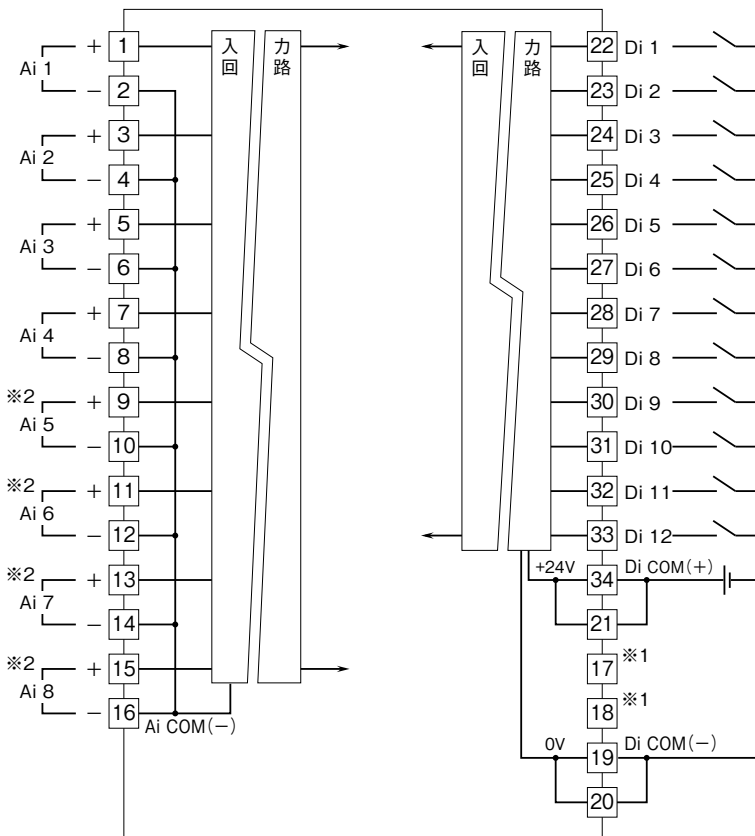 Ai 1
+ 1
− 2
Ai 2
+ 3
− 4
Ai 3
+ 5
− 6
Ai 4
+ 7
− 8
※2
Ai 5
+ 9
− 10
※2
Ai 6
+ 11
− 12
※2
Ai 7
+ 13
− 14
※2
Ai 8
+ 15
− 16
Ai COM(−)
入力
回路
入力
回路
22 Di 1
23 Di 2
24 Di 3
25 Di 4
26 Di 5
27 Di 6
28 Di 7
29 Di 8
30 Di 9
31 Di 10
32 Di 11
33 Di 12
+24V 34 Di COM(+)
21
17 ※1
18 ※1
0V 19 Di COM(−)
20